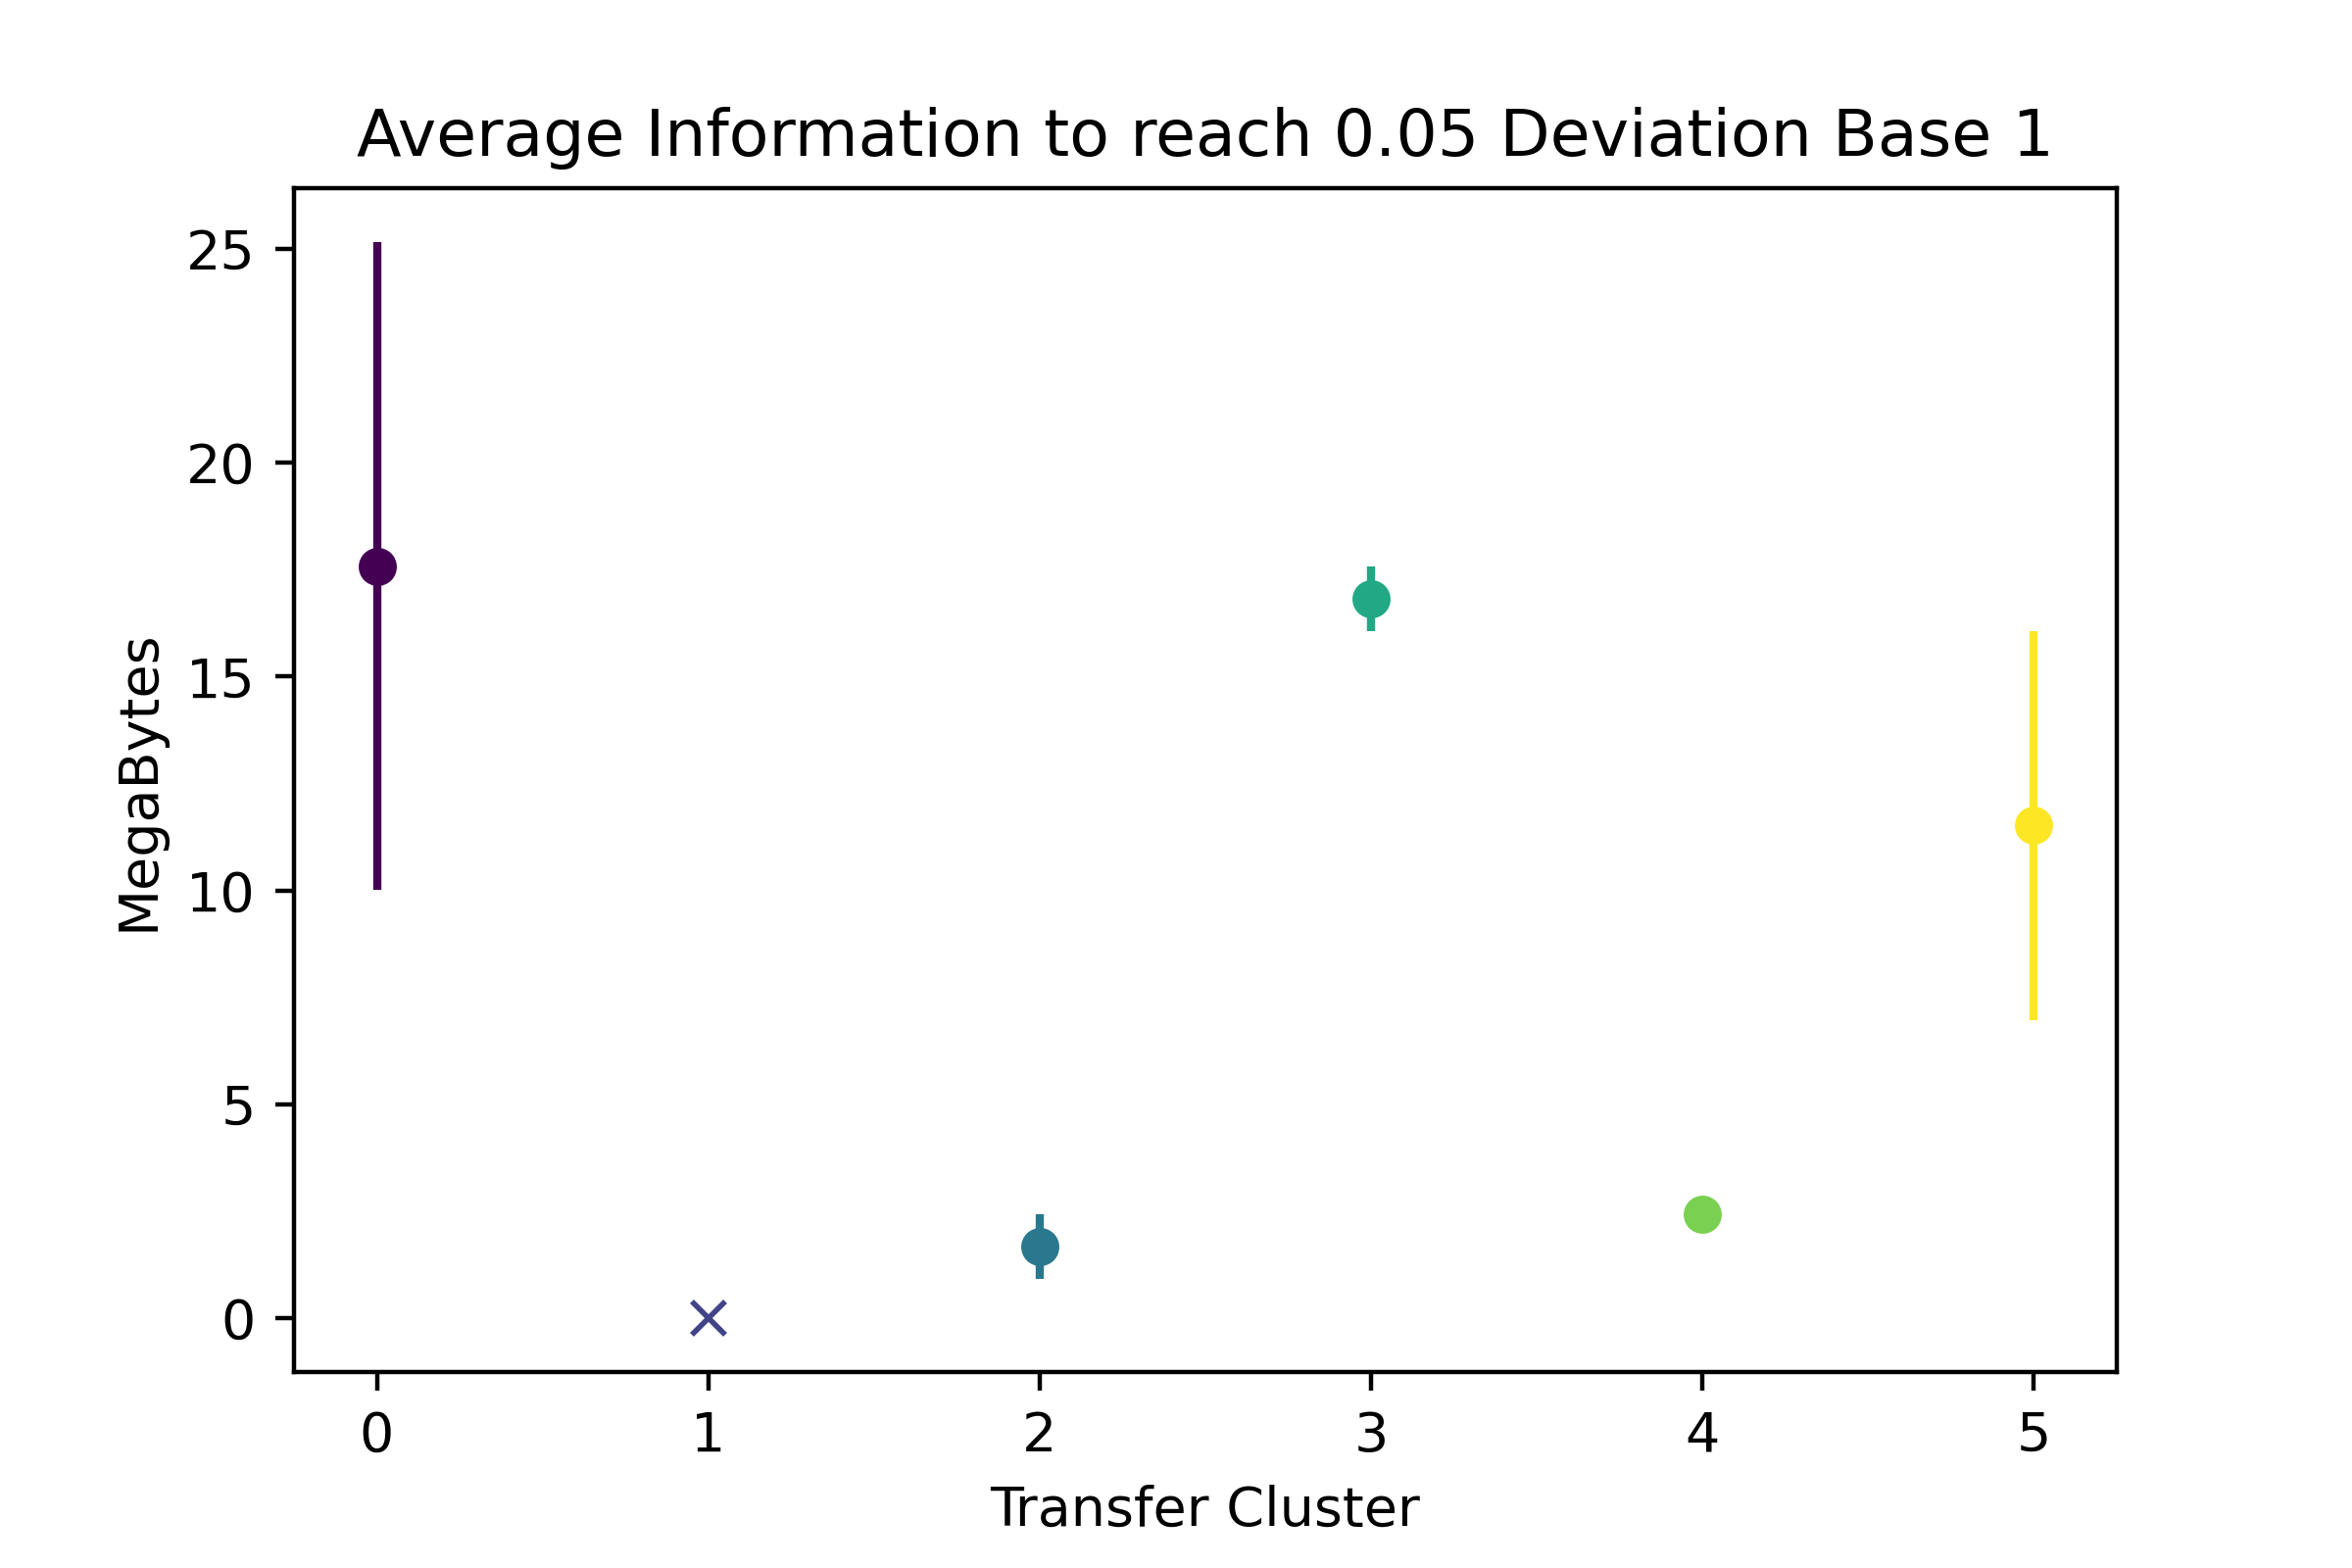 Average Information to reach 0.05 Deviation Base 1
25
20
15
10
5
0
MegaBytes
0 1 2 3 4 5
Transfer Cluster